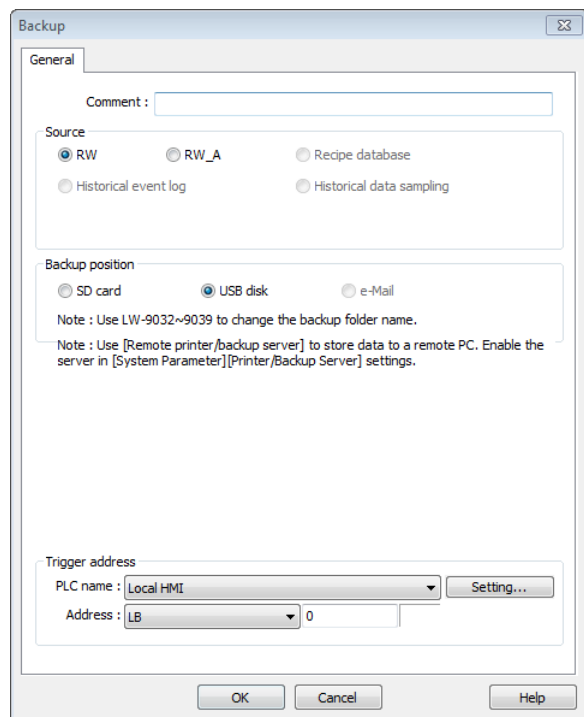 Backup
General
Comment :
Source
RW RW_A Recipe database
Historical event log Historical data sampling
Backup position
SD card USB disk e-Mail
Note : Use LW-9032~9039 to change the backup folder name.
Note : Use [Remote printer/backup server] to store data to a remote PC. Enable the
server in [System Parameter][Printer/Backup Server] settings.
Trigger address
PLC name : Local HMI Setting...
Address : LB 0
OK Cancel Help